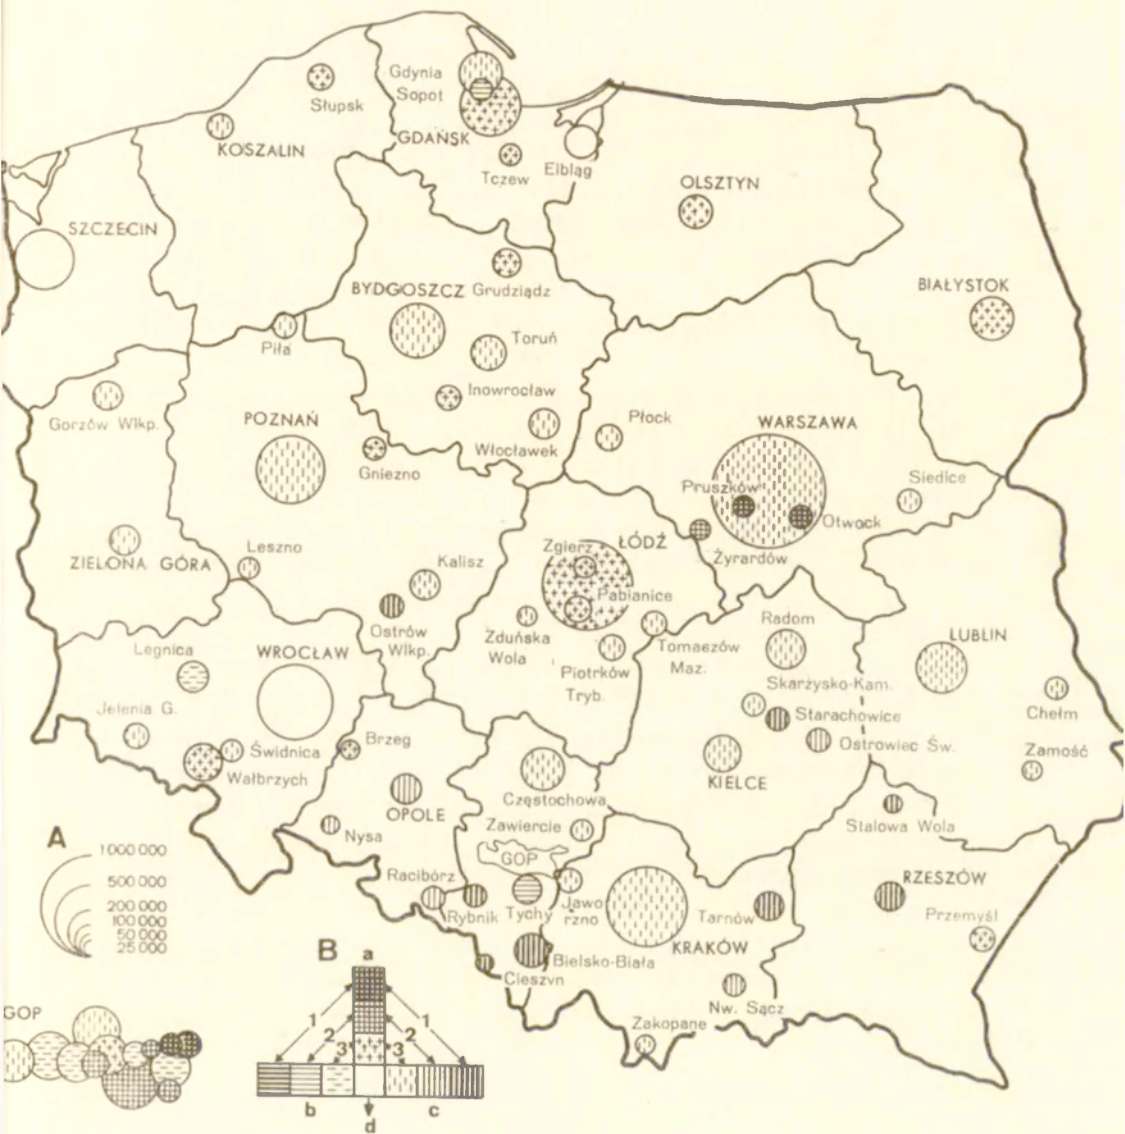 Gdynia
Sopot
Słupsk
KOSZALIN
GDAŃSK
Tczew
Elbląg
OLSZTYN
SZCZECIN
BYDGOSZCZ
Grudziądz
BIAŁYSTOK
Piła
Toruń
Inowrocław
Gorzów Wlkp.
POZNAŃ
Włocławek
Płock
WARSZAWA
Gniezno
Pruszków
Siedlce
Otwock
ZIELONA GÓRA
Leszno
Kalisz
Zgierz
ŁÓDŹ
Żyrardów
Pabianice
Ostrów
Wlkp.
Zduńska
Wola
Piotrków
Tryb.
Tomaszów
Maz.
Radom
LUBLIN
Legnica
WROCŁAW
Skarżysko-Kam.
Starachowice
Chełm
Jelenia G.
Świdnica
Wałbrzych
Brzeg
Ostrowiec Św.
Zamość
KIELCE
OPOLE
Częstochowa
Nysa
Zawiercie
Stalowa Wola
GOP
Racibórz
Rybnik
Tychy
Jawo
rzno
Tarnów
RZESZÓW
Przemyśl
KRAKÓW
Bielsko-Biała
Cieszyn
Nw. Sącz
Zakopane
A
1 000 000
500 000
200 000
100 000
50 000
25 000
GOP
B
a
1 1
2 2
3 3
b c
d